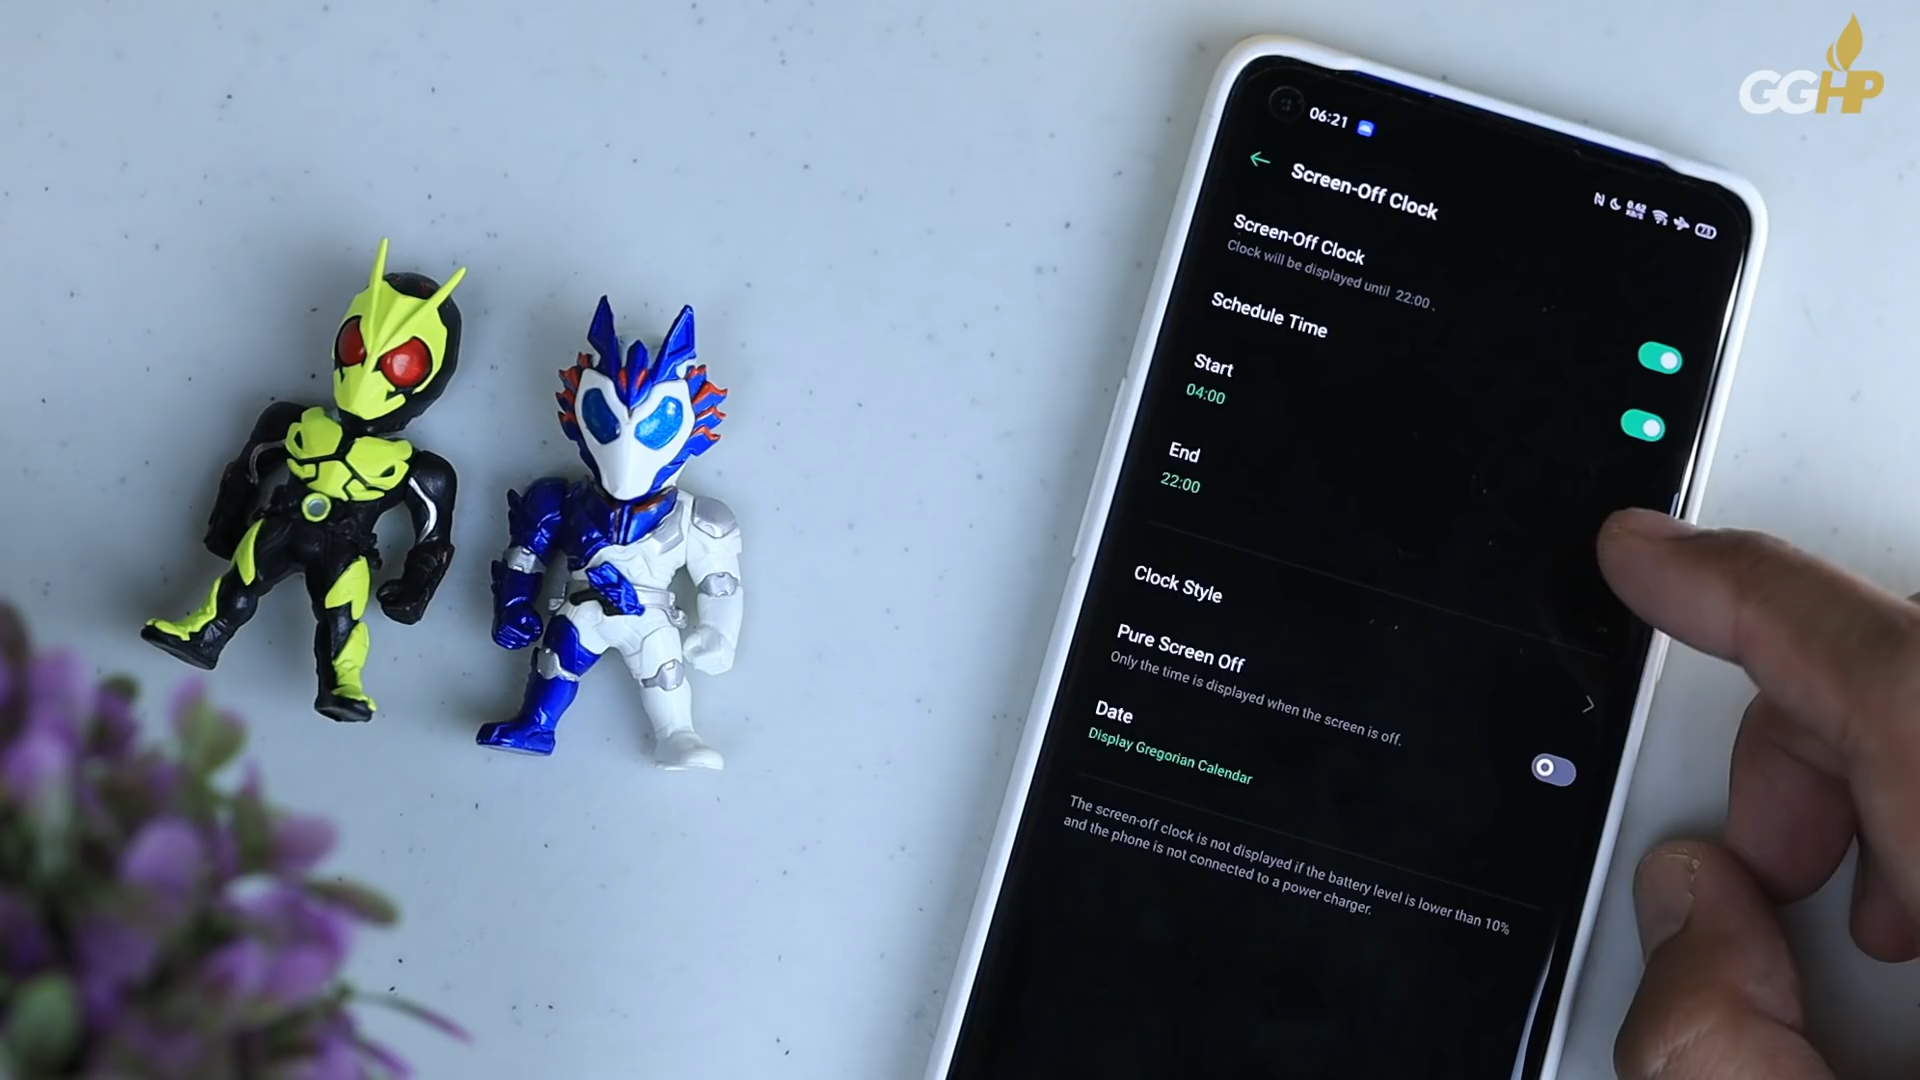 GGHP
06:21
0.62
KB/S
Screen-Off Clock
Screen-Off Clock
Clock will be displayed until 22:00.
Schedule Time
Start
04:00
End
22:00
Clock Style
Pure Screen Off
Only the time is displayed when the screen is off.
Date
Display Gregorian Calendar
The screen-off clock is not displayed if the battery level is lower than 10%
and the phone is not connected to a power charger.